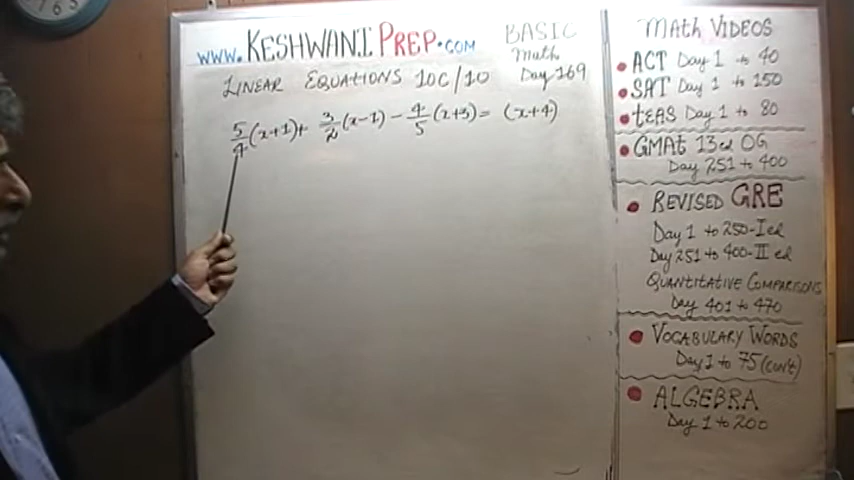 www.KESHWANI PREP.COM
BASIC
Math
Day 169
LINEAR EQUATIONS 10C/10
5/4(x+1)+ 3/2(x-1) - 4/5(x+3) = (x+4)
Math VIDEOS
ACT Day 1 to 40
SAT Day 1 to 150
tEAS Day 1 to 80
GMAt 13 ed OG
Day 251 to 400
REVISED GRE
Day 1 to 250-I ed
Day 251 to 400-II ed
QUANTITATIVE COMPARISONS
Day 401 to 470
VOCABULARY WORDS
Day 1 to 75 (con't)
ALGEBRA
Day 1 to 200